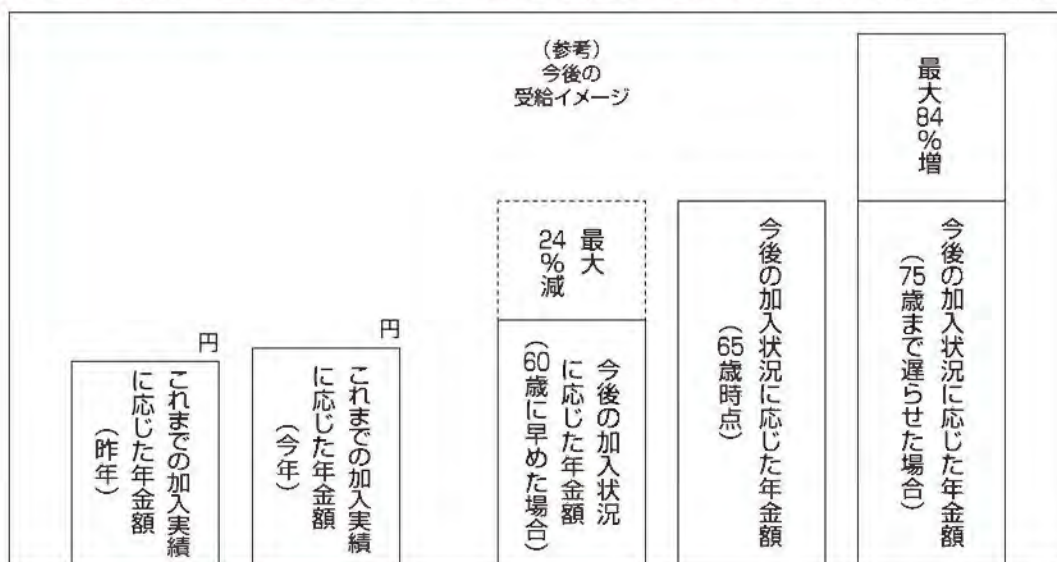 （参考）
今後の
受給イメージ
円
これまでの加入実績
に応じた年金額
（昨年）
円
これまでの加入実績
に応じた年金額
（今年）
最大
24%減
今後の加入状況
に応じた年金額
（60歳に早めた場合）
今後の加入状況に応じた年金額
（65歳時点）
最大84%増
今後の加入状況に応じた年金額
（75歳まで遅らせた場合）